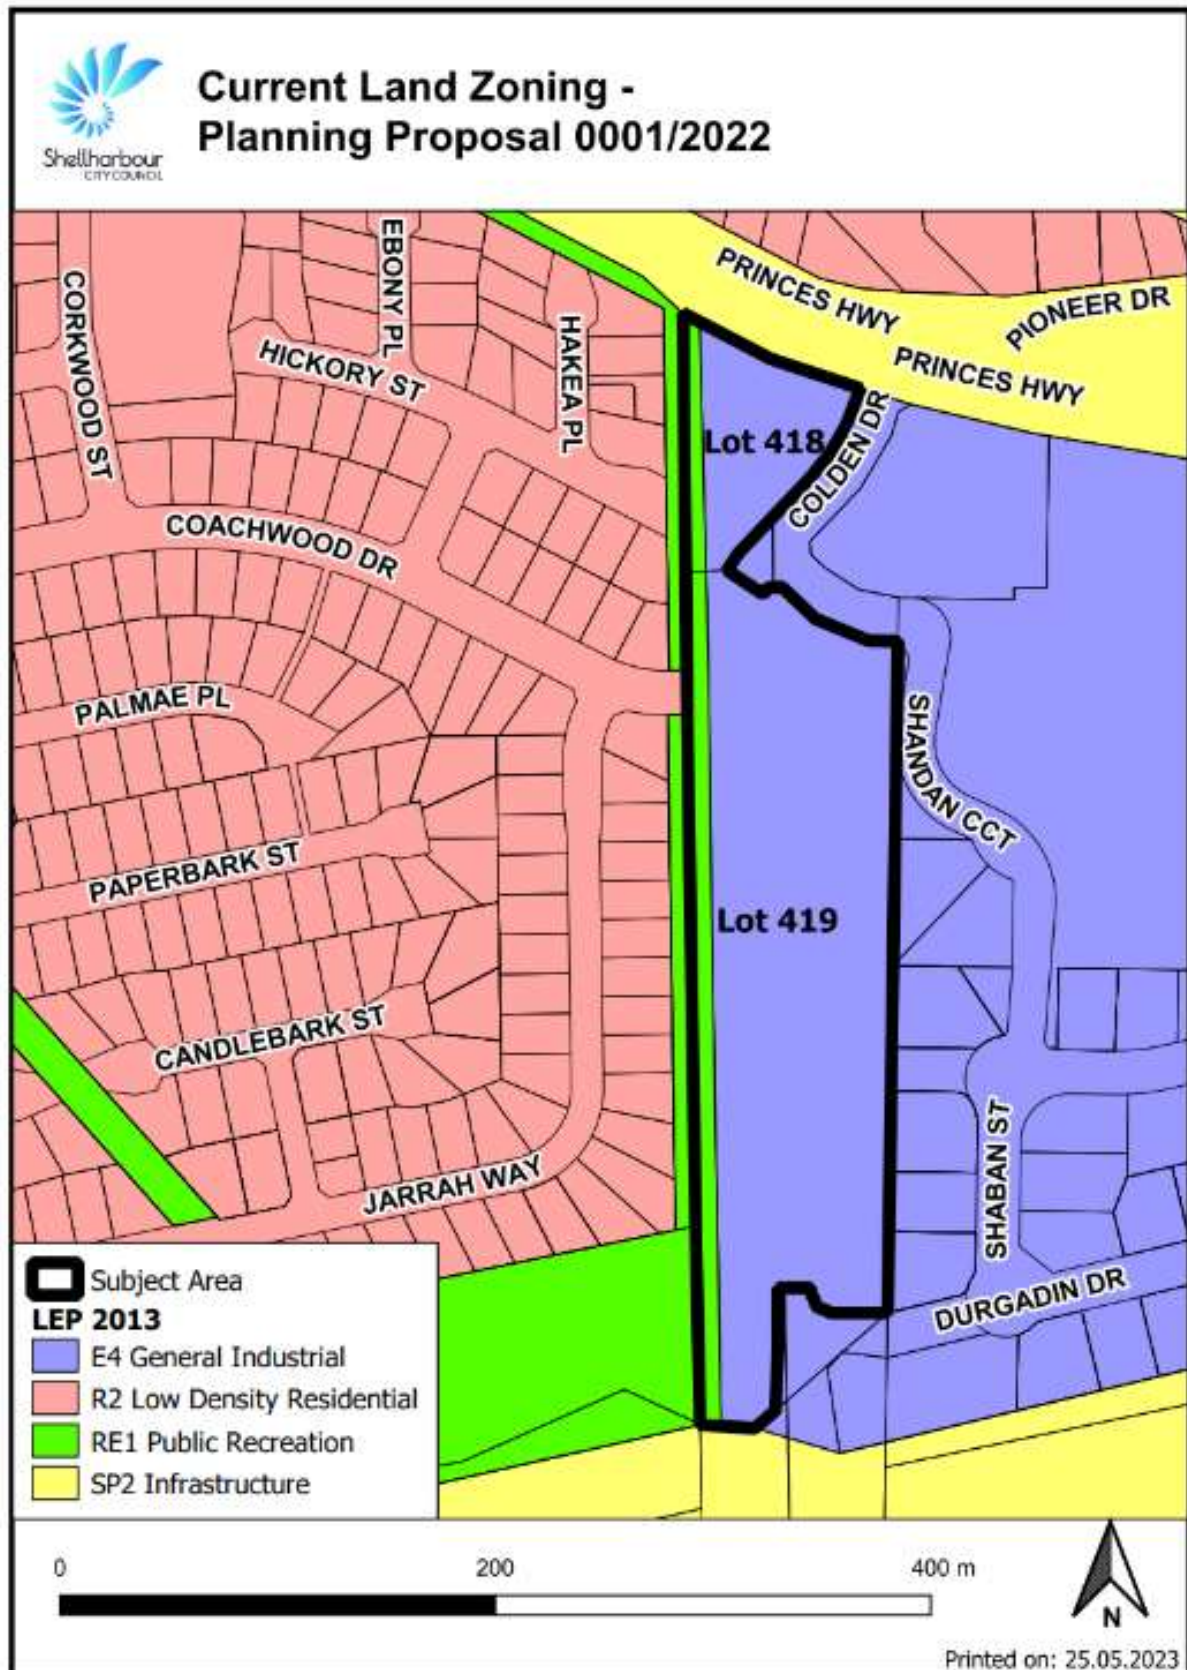 Shellharbour
CITY COUNCIL
Current Land Zoning -
Planning Proposal 0001/2022
EBONY PL
CORKWOOD ST
HICKORY ST
HAKEA PL
PRINCES HWY
PIONEER DR
PRINCES HWY
Lot 418
COLDEN DR
COACHWOOD DR
PALMAE PL
SHANDAN CCT
PAPERBARK ST
Lot 419
CANDLEBARK ST
SHABAN ST
JARRAH WAY
DURGADIN DR
Subject Area
LEP 2013
E4 General Industrial
R2 Low Density Residential
RE1 Public Recreation
SP2 Infrastructure
0 200 400 m
N
Printed on: 25.05.2023